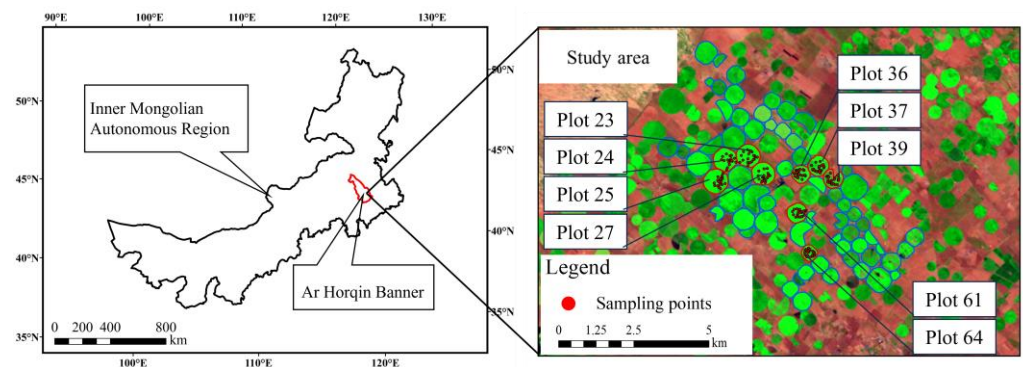 90°E
100°E
110°E
120°E
130°E
50°N
45°N
40°N
35°N
50°N
45°N
40°N
35°N
100°E
110°E
120°E
Inner Mongolian
Autonomous Region
Ar Horqin Banner
0 200 400 800
km
Study area
Plot 23
Plot 24
Plot 25
Plot 27
Plot 36
Plot 37
Plot 39
Plot 61
Plot 64
Legend
Sampling points
0 1.25 2.5 5
km